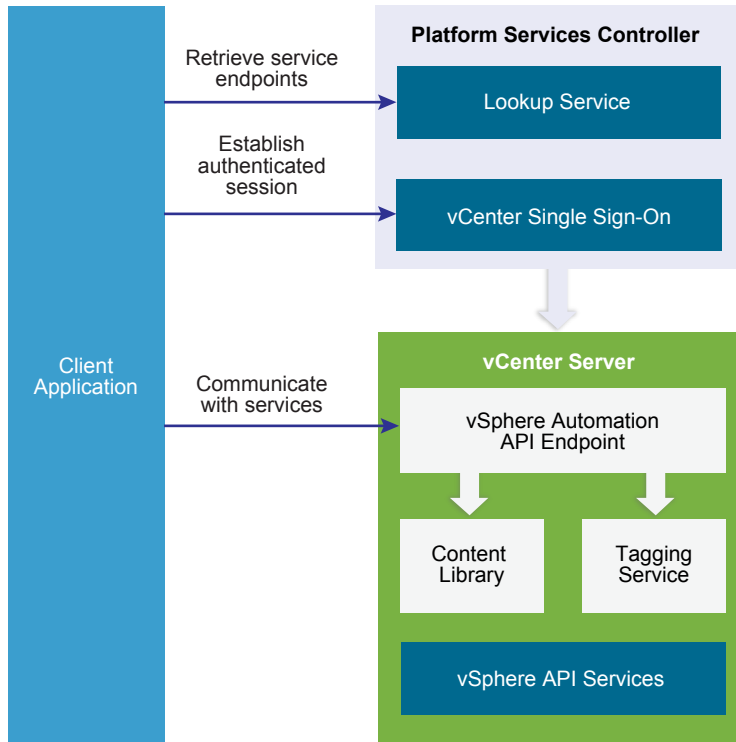 Platform Services Controller
Retrieve service
endpoints
Lookup Service
Establish
authenticated
session
vCenter Single Sign-On
Client
Application
vCenter Server
Communicate
with services
vSphere Automation
API Endpoint
Content
Library
Tagging
Service
vSphere API Services